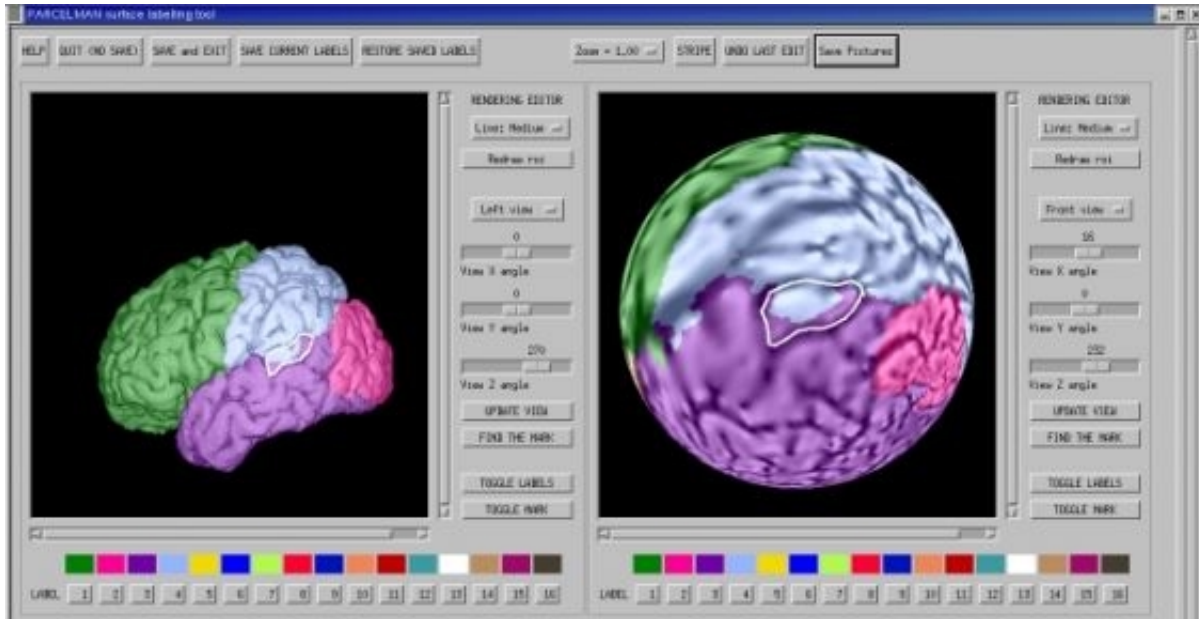 PARCELMAN surface labelling tool
HELP QUIT (NO SAVE) SAVE and EXIT SAVE CURRENT LABELS RESTORE SAVED LABELS Zoom = 1.00 STRIPE UNDO LAST EDIT Save Pictures
RENDERING EDITOR RENDERING EDITOR
Line: Medium Line: Medium
Redraw roi Redraw roi
Left view Front view
0 16
View X angle View X angle
0 0
View Y angle View Y angle
270 292
View Z angle View Z angle
UPDATE VIEW UPDATE VIEW
FIND THE MARK FIND THE MARK
TOGGLE LABELS TOGGLE LABELS
TOGGLE MARK TOGGLE MARK
LABEL 1 2 3 4 5 6 7 8 9 10 11 12 13 14 15 16 LABEL 1 2 3 4 5 6 7 8 9 10 11 12 13 14 15 16